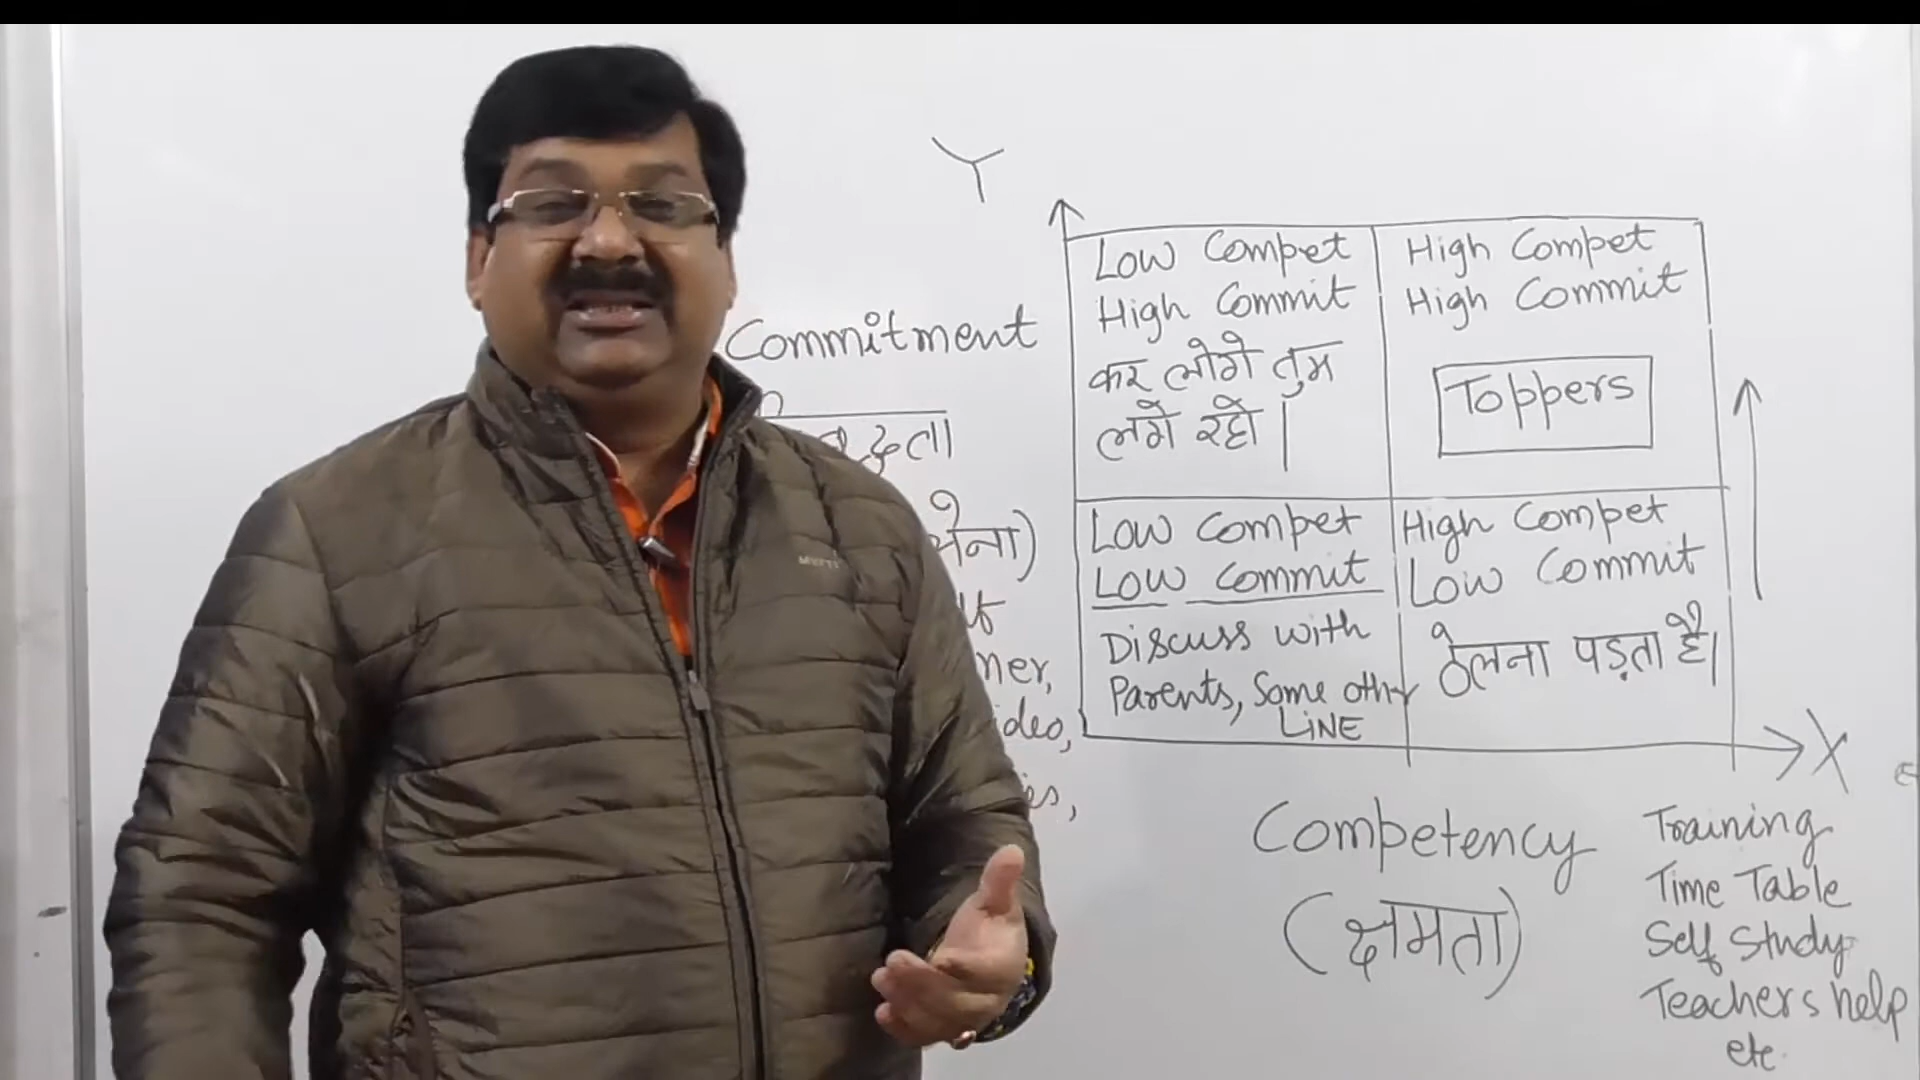 Y
Commitment
Low Compet
High Commit
कर लोगे तुम
लगे रहो |
High Compet
High Commit
Toppers
Low Compet
Low Commit
Discuss with
Parents, Some other
LINE
High Compet
Low Commit
ठेलना पड़ता है|
X
Competency
(क्षमता)
Training
Time Table
Self Study
Teachers help
etc.